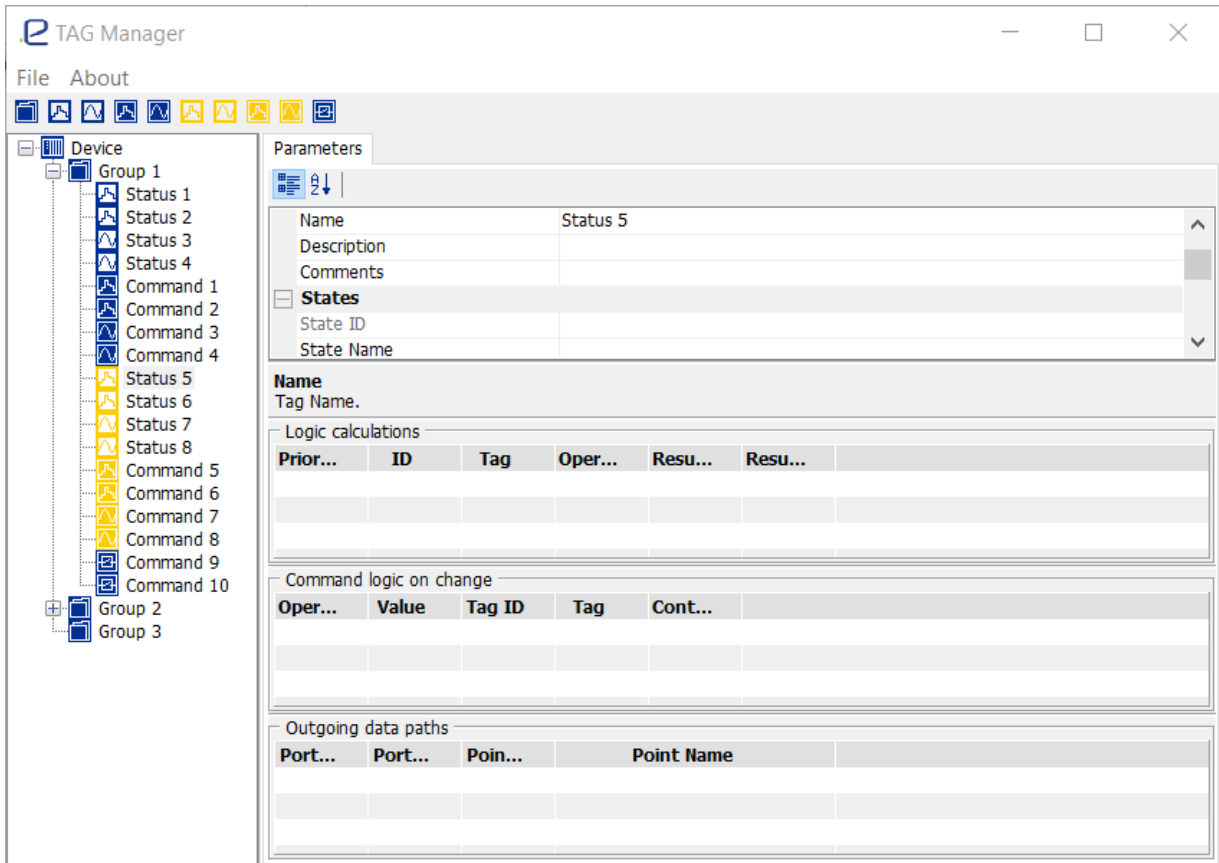 TAG Manager
File About
Device
Group 1
Status 1
Status 2
Status 3
Status 4
Command 1
Command 2
Command 3
Command 4
Status 5
Status 6
Status 7
Status 8
Command 5
Command 6
Command 7
Command 8
Command 9
Command 10
Group 2
Group 3
Parameters
Name Status 5
Description
Comments
States
State ID
State Name
Name
Tag Name.
Logic calculations
Prior... ID Tag Oper... Resu... Resu...
Command logic on change
Oper... Value Tag ID Tag Cont...
Outgoing data paths
Port... Port... Poin... Point Name